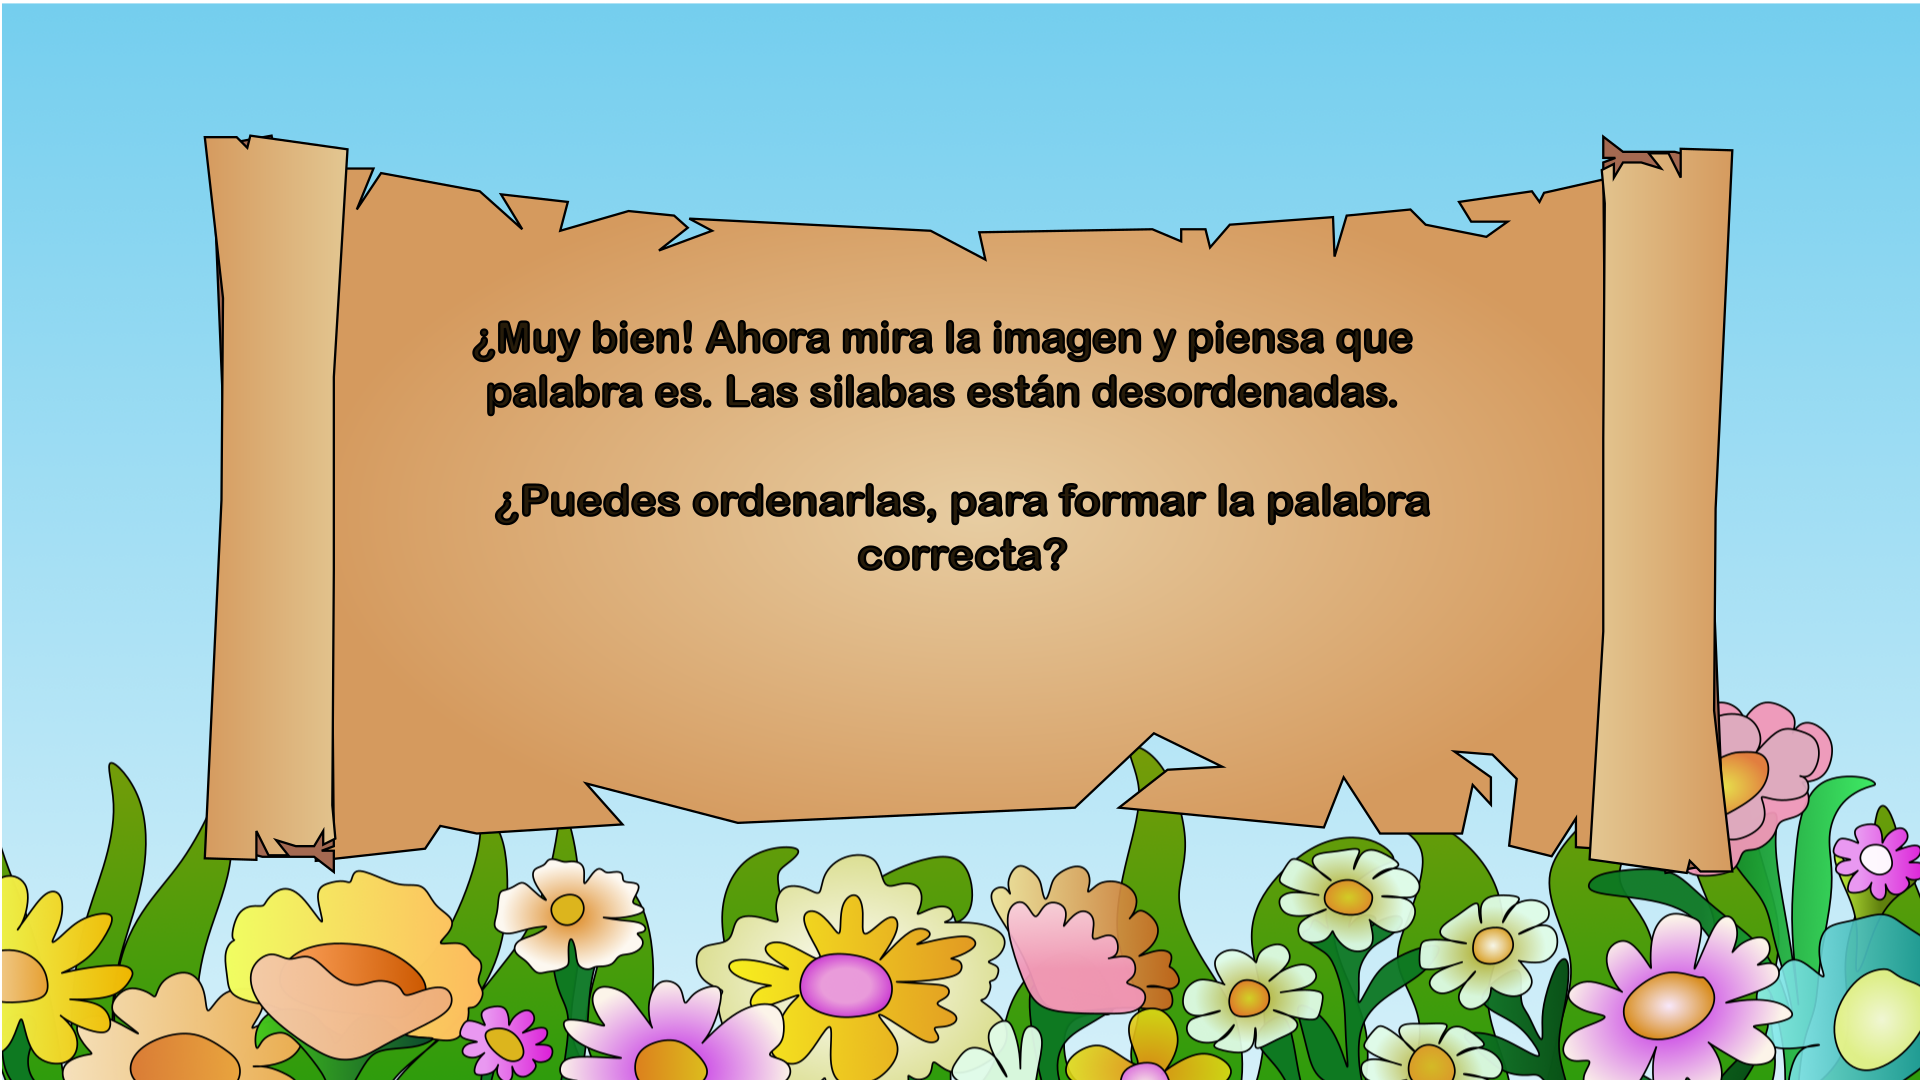 ¿Muy bien! Ahora mira la imagen y piensa que
palabra es. Las silabas están desordenadas.
¿Puedes ordenarlas, para formar la palabra
correcta?